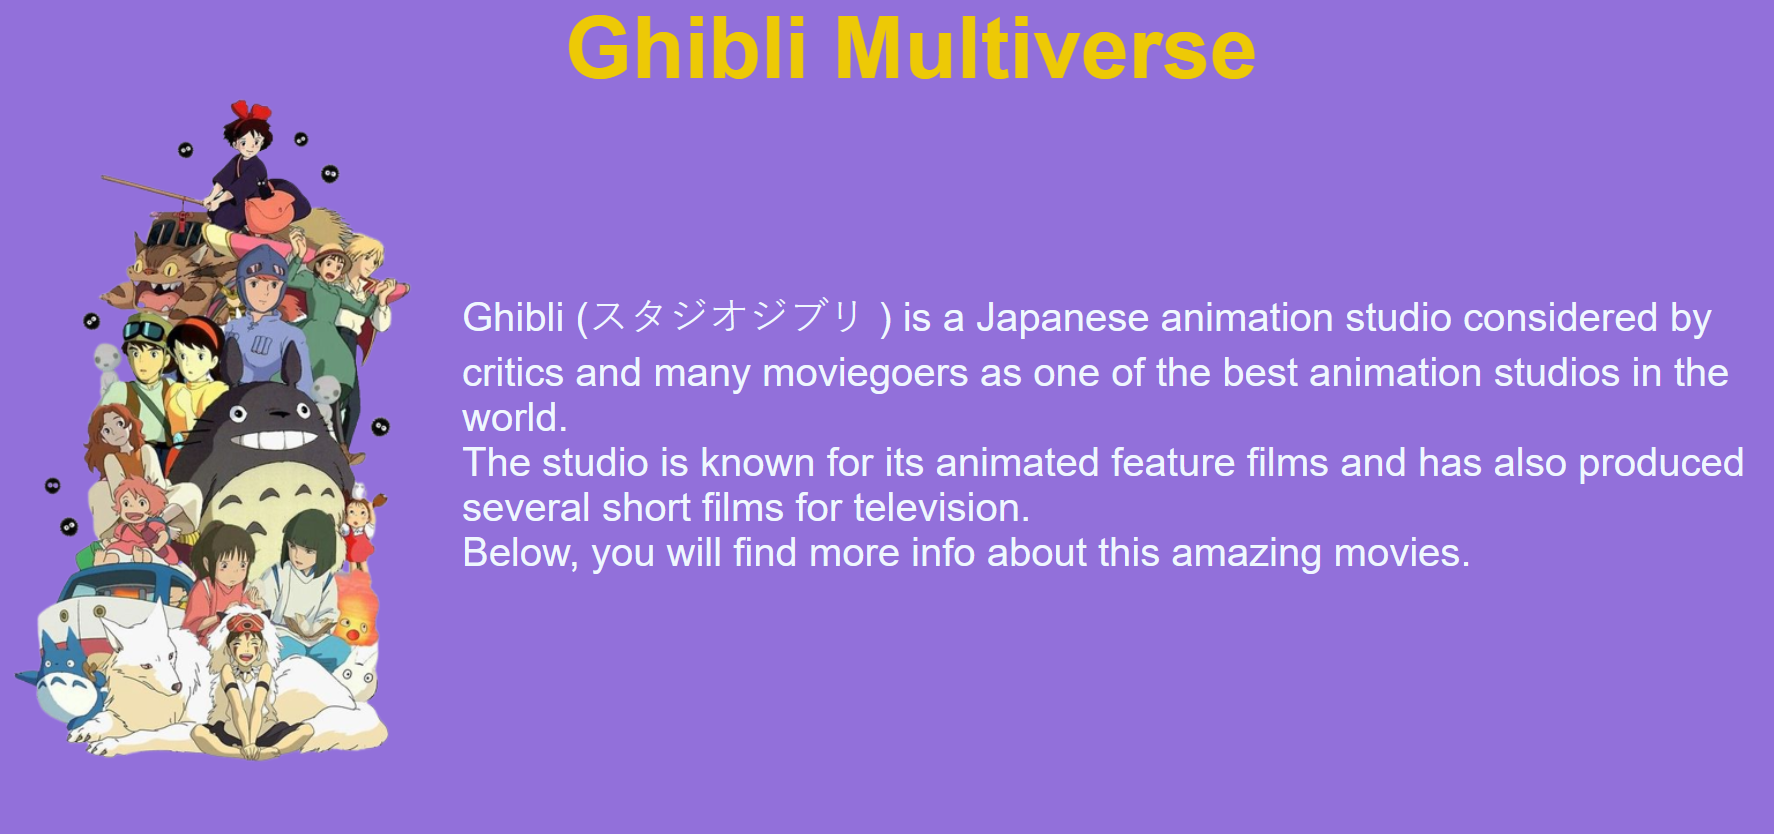 Ghibli Multiverse
Ghibli (スタジオジブリ ) is a Japanese animation studio considered by
critics and many moviegoers as one of the best animation studios in the
world.
The studio is known for its animated feature films and has also produced
several short films for television.
Below, you will find more info about this amazing movies.